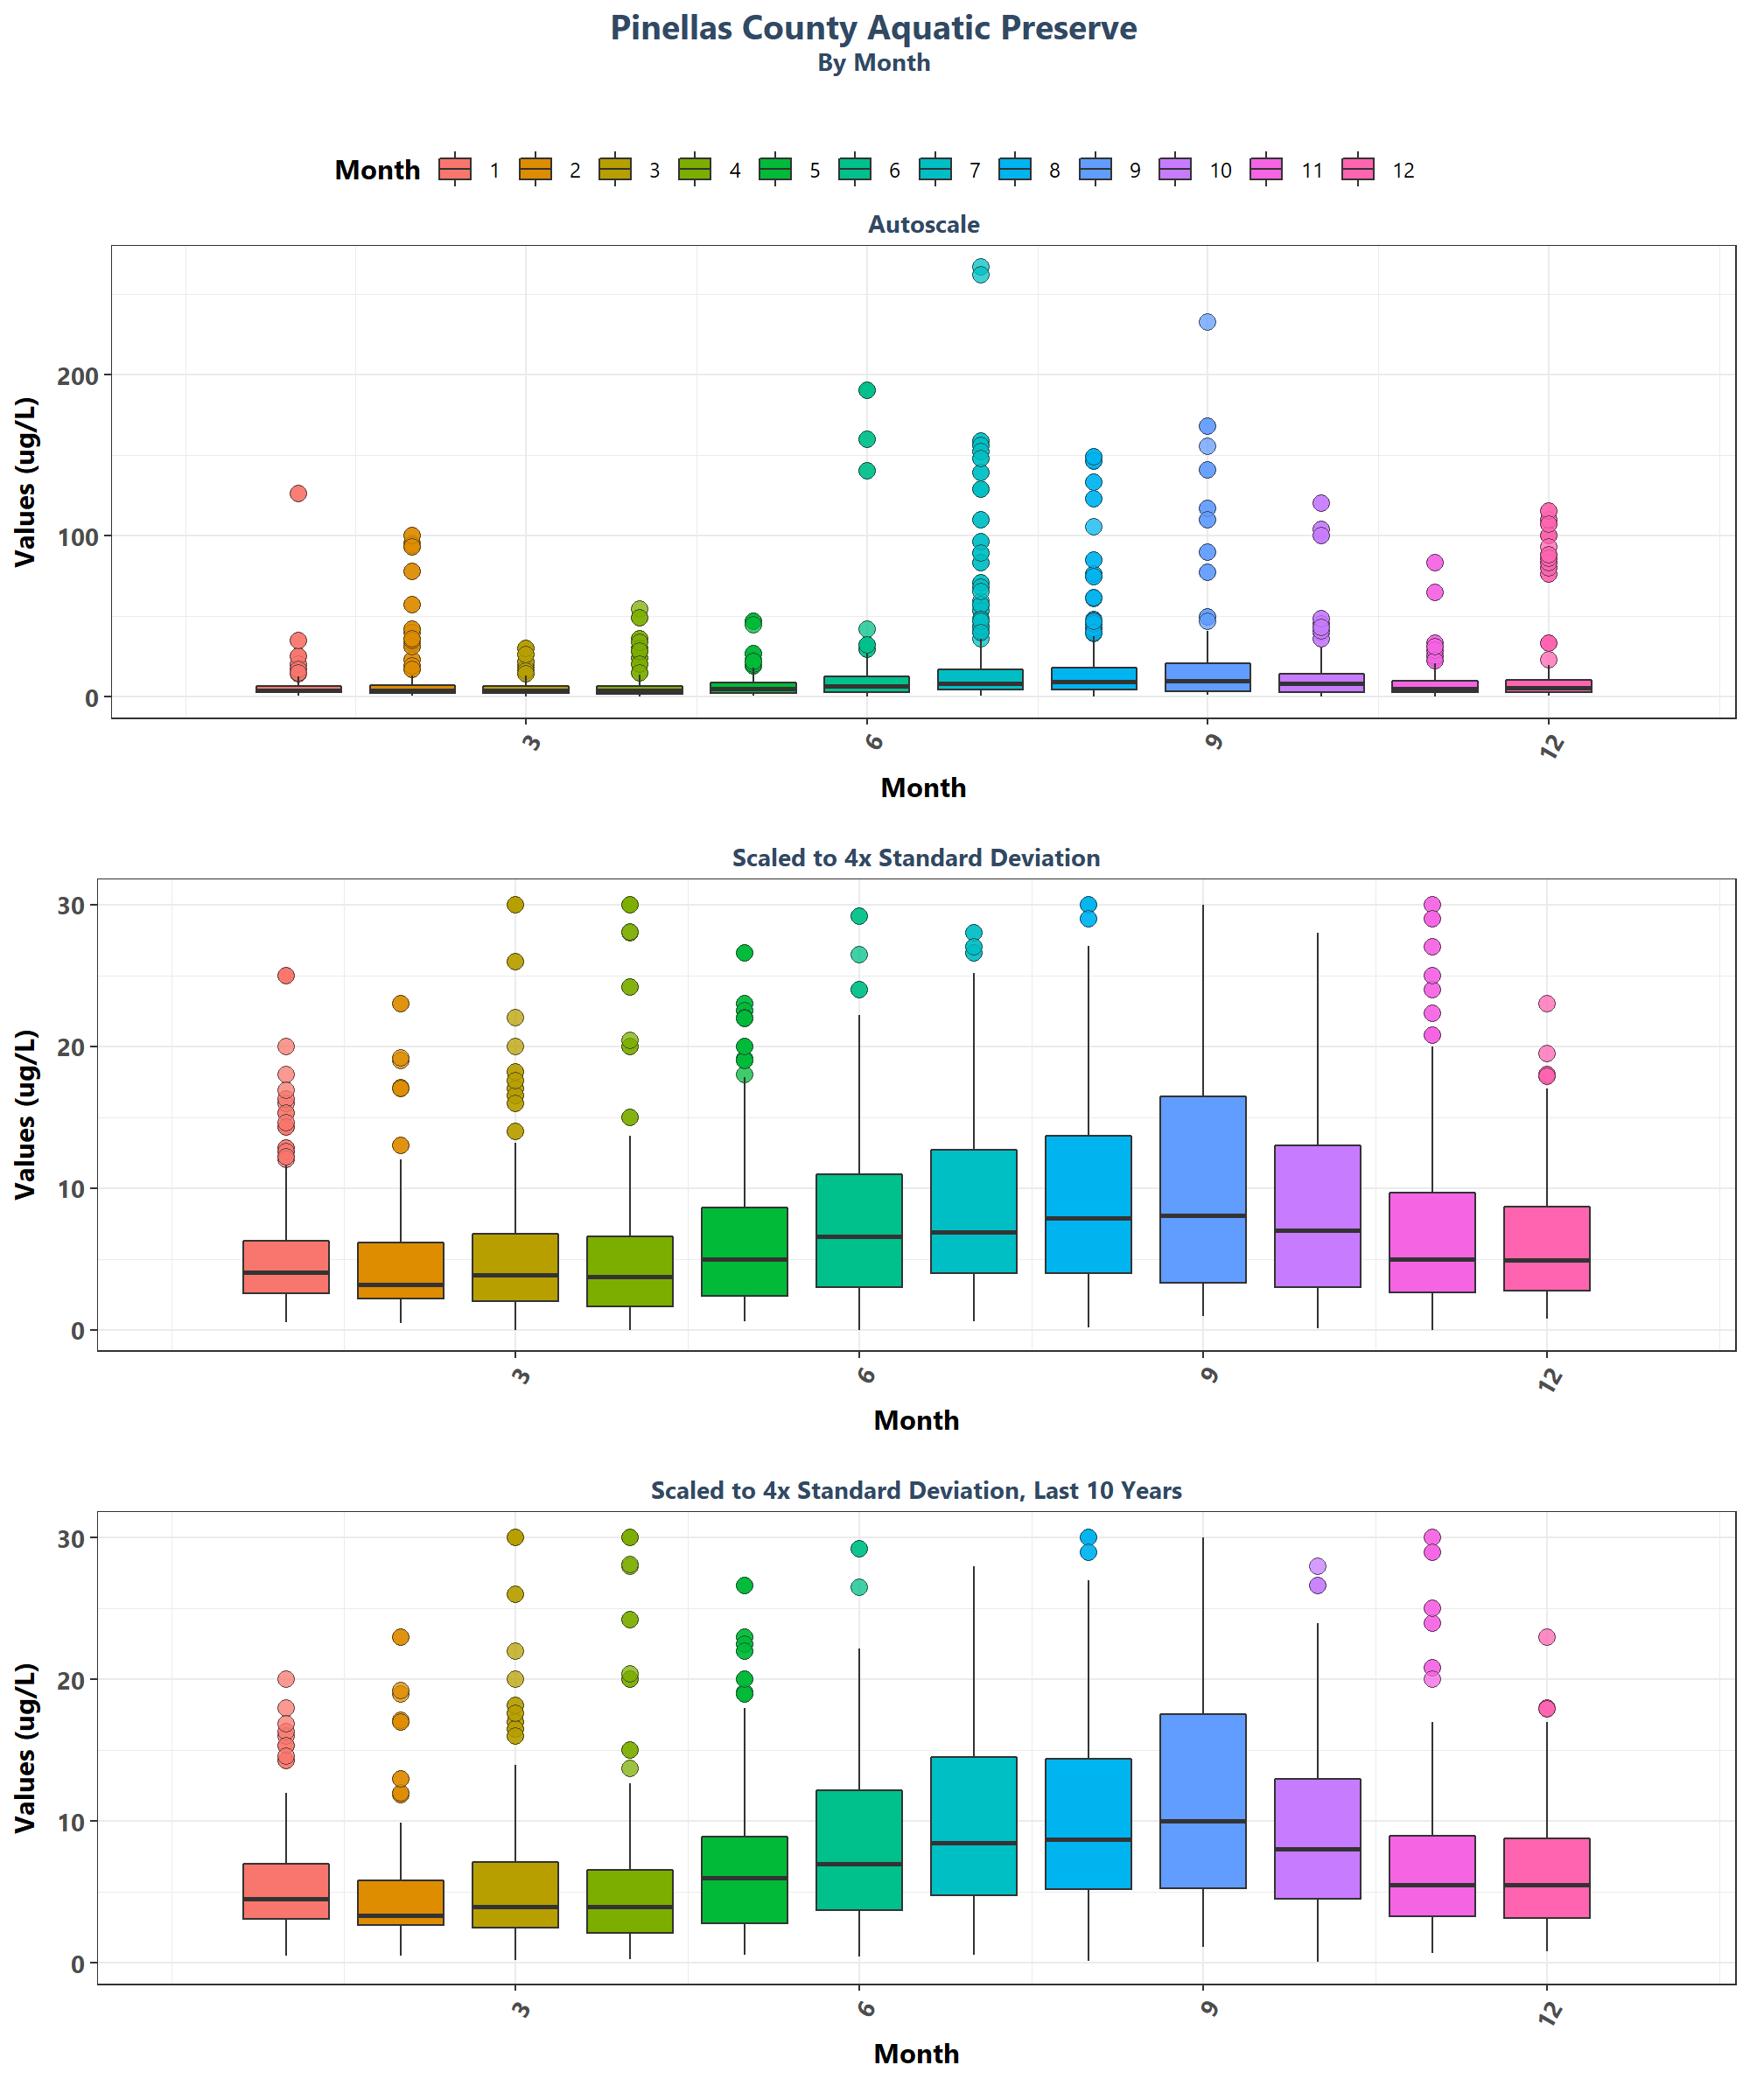 Pinellas County Aquatic Preserve
By Month
Month 1 2 3 4 5 6 7 8 9 10 11 12
Autoscale
Values (ug/L)
200
100
0
3 6 9 12
Month
Scaled to 4x Standard Deviation
Values (ug/L)
30
20
10
0
3 6 9 12
Month
Scaled to 4x Standard Deviation, Last 10 Years
Values (ug/L)
30
20
10
0
3 6 9 12
Month